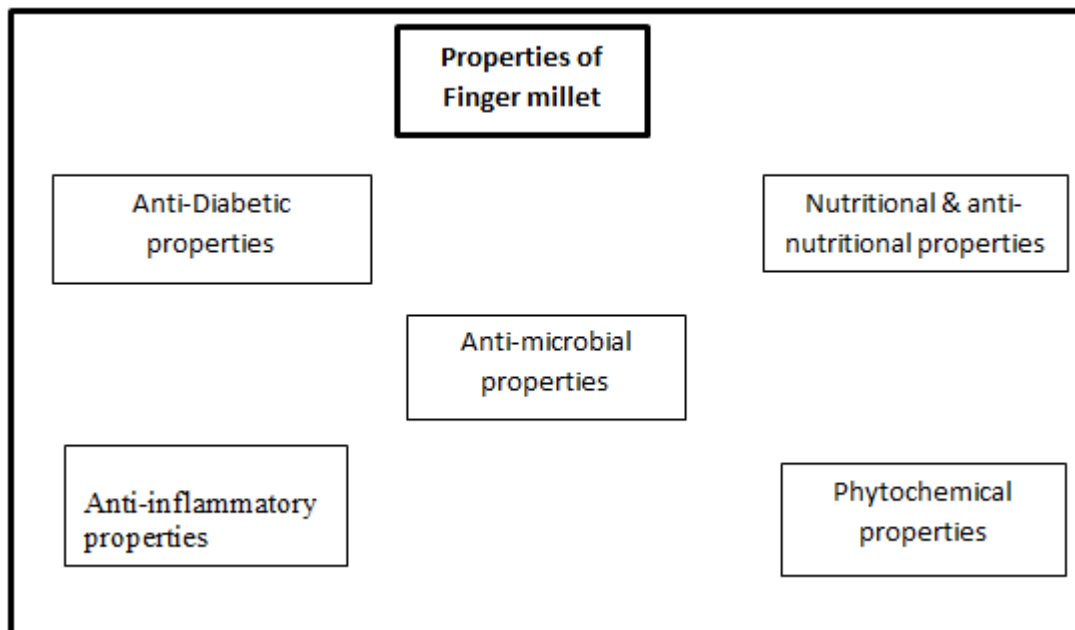 Properties of
Finger millet
Anti-Diabetic
properties
Nutritional & anti-
nutritional properties
Anti-microbial
properties
Anti-inflammatory
properties
Phytochemical
properties